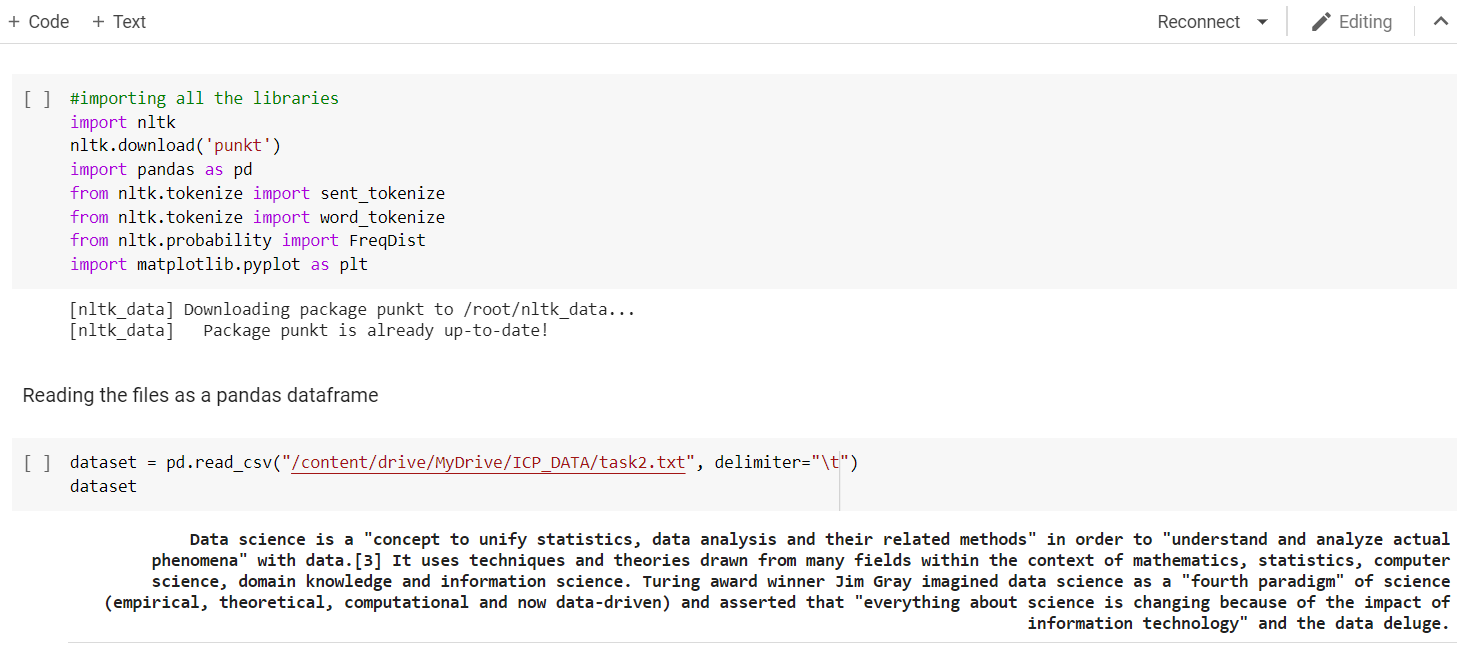 + Code + Text Reconnect Editing
[ ] #importing all the libraries
import nltk
nltk.download('punkt')
import pandas as pd
from nltk.tokenize import sent_tokenize
from nltk.tokenize import word_tokenize
from nltk.probability import FreqDist
import matplotlib.pyplot as plt
[nltk_data] Downloading package punkt to /root/nltk_data...
[nltk_data]   Package punkt is already up-to-date!
Reading the files as a pandas dataframe
[ ] dataset = pd.read_csv("/content/drive/MyDrive/ICP_DATA/task2.txt", delimiter="\t")
dataset
Data science is a "concept to unify statistics, data analysis and their related methods" in order to "understand and analyze actual
phenomena" with data.[3] It uses techniques and theories drawn from many fields within the context of mathematics, statistics, computer
science, domain knowledge and information science. Turing award winner Jim Gray imagined data science as a "fourth paradigm" of science
(empirical, theoretical, computational and now data-driven) and asserted that "everything about science is changing because of the impact of
information technology" and the data deluge.